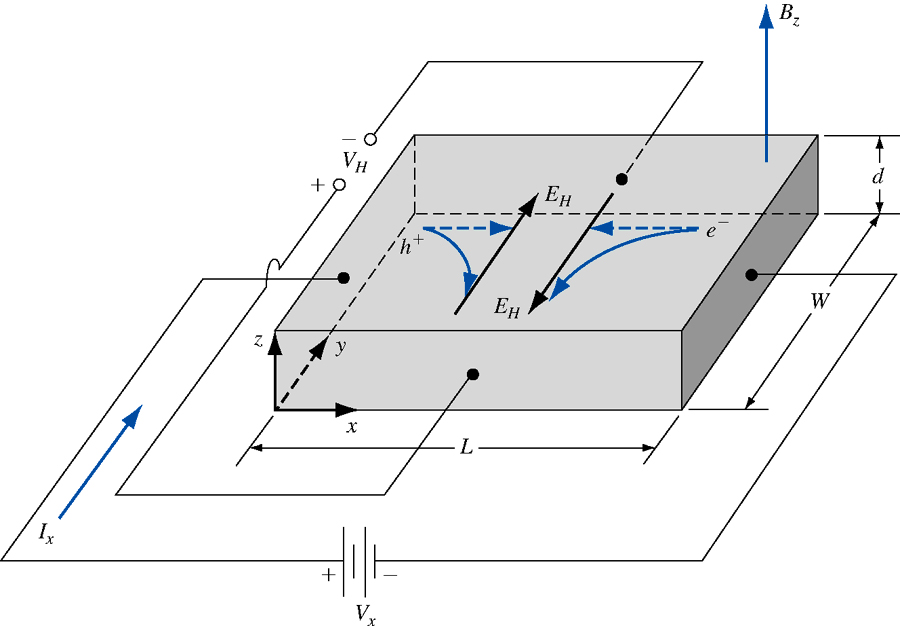 B_z
−
V_H
+
d
E_H
h⁺
e⁻
E_H
W
z
y
x
L
I_x
+
−
V_x